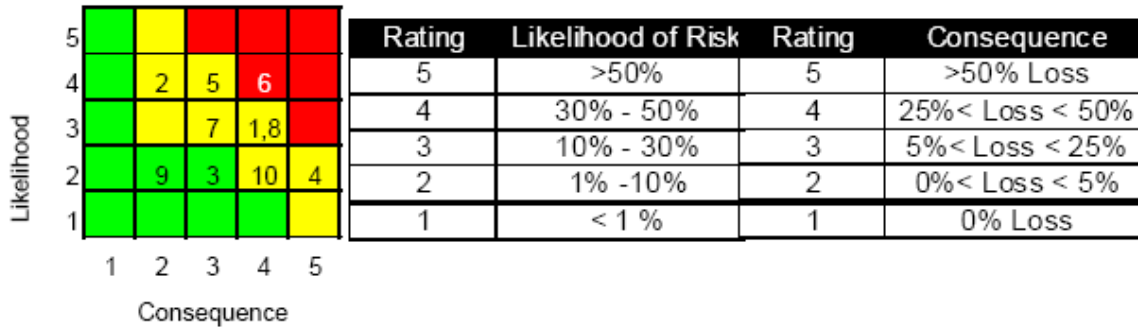 5
4 2 5 6
3 7 1,8
2 9 3 10 4
1
1 2 3 4 5
Likelihood
Consequence
Rating Likelihood of Risk Rating Consequence
5 >50% 5 >50% Loss
4 30% - 50% 4 25%< Loss < 50%
3 10% - 30% 3 5%< Loss < 25%
2 1% -10% 2 0%< Loss < 5%
1 < 1 % 1 0% Loss